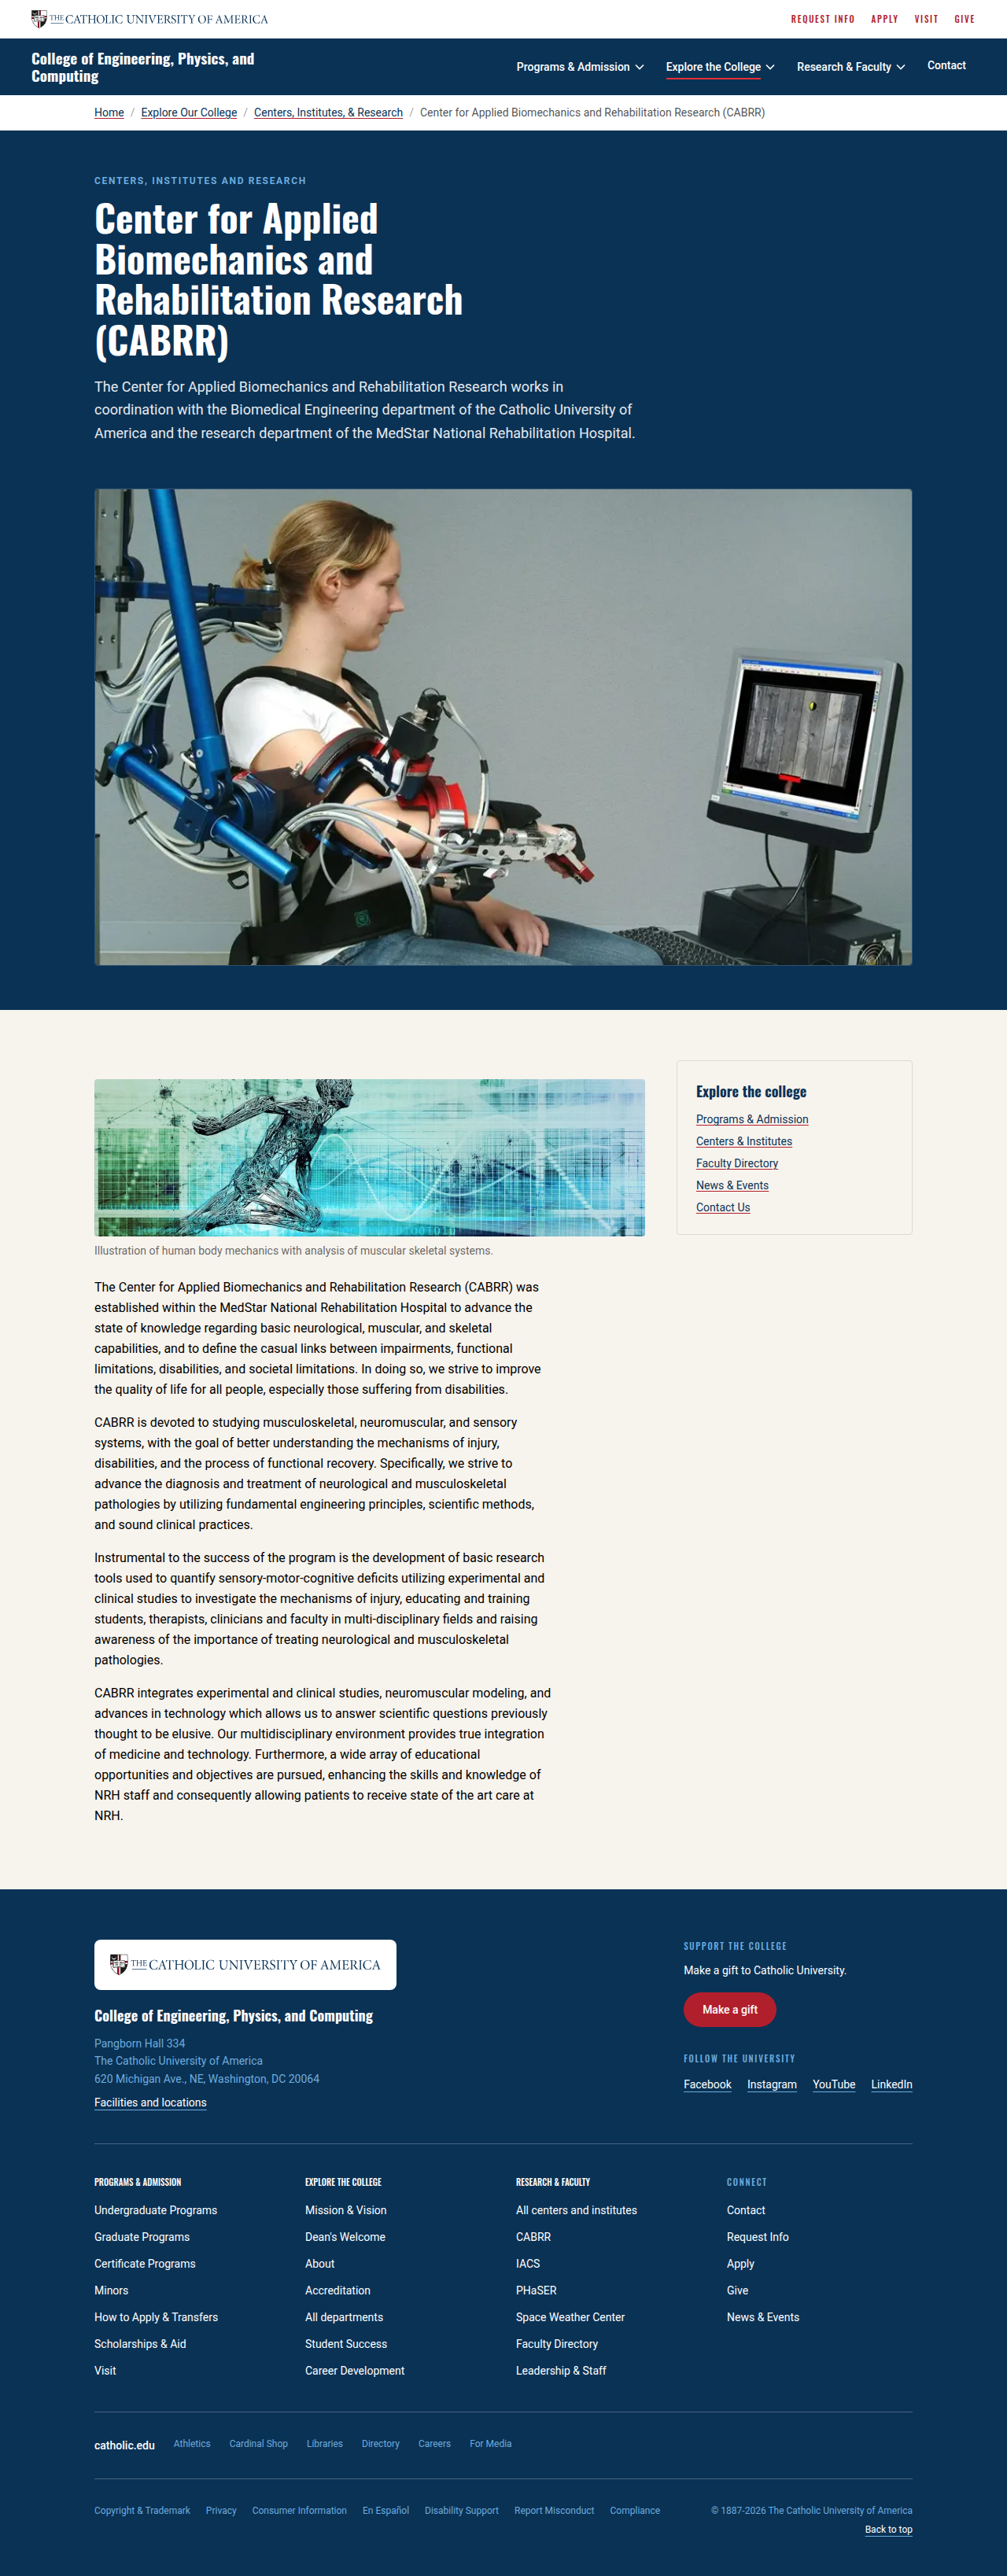 THE CATHOLIC UNIVERSITY OF AMERICA
REQUEST INFO APPLY VISIT GIVE
College of Engineering, Physics, and
Computing
Programs & Admission Explore the College Research & Faculty Contact
Home / Explore Our College / Centers, Institutes, & Research / Center for Applied Biomechanics and Rehabilitation Research (CABRR)
CENTERS, INSTITUTES AND RESEARCH
Center for Applied
Biomechanics and
Rehabilitation Research
(CABRR)
The Center for Applied Biomechanics and Rehabilitation Research works in
coordination with the Biomedical Engineering department of the Catholic University of
America and the research department of the MedStar National Rehabilitation Hospital.
Illustration of human body mechanics with analysis of muscular skeletal systems.
The Center for Applied Biomechanics and Rehabilitation Research (CABRR) was
established within the MedStar National Rehabilitation Hospital to advance the
state of knowledge regarding basic neurological, muscular, and skeletal
capabilities, and to define the casual links between impairments, functional
limitations, disabilities, and societal limitations. In doing so, we strive to improve
the quality of life for all people, especially those suffering from disabilities.
CABRR is devoted to studying musculoskeletal, neuromuscular, and sensory
systems, with the goal of better understanding the mechanisms of injury,
disabilities, and the process of functional recovery. Specifically, we strive to
advance the diagnosis and treatment of neurological and musculoskeletal
pathologies by utilizing fundamental engineering principles, scientific methods,
and sound clinical practices.
Instrumental to the success of the program is the development of basic research
tools used to quantify sensory-motor-cognitive deficits utilizing experimental and
clinical studies to investigate the mechanisms of injury, educating and training
students, therapists, clinicians and faculty in multi-disciplinary fields and raising
awareness of the importance of treating neurological and musculoskeletal
pathologies.
CABRR integrates experimental and clinical studies, neuromuscular modeling, and
advances in technology which allows us to answer scientific questions previously
thought to be elusive. Our multidisciplinary environment provides true integration
of medicine and technology. Furthermore, a wide array of educational
opportunities and objectives are pursued, enhancing the skills and knowledge of
NRH staff and consequently allowing patients to receive state of the art care at
NRH.
Explore the college
Programs & Admission
Centers & Institutes
Faculty Directory
News & Events
Contact Us
THE CATHOLIC UNIVERSITY OF AMERICA
College of Engineering, Physics, and Computing
Pangborn Hall 334
The Catholic University of America
620 Michigan Ave., NE, Washington, DC 20064
Facilities and locations
SUPPORT THE COLLEGE
Make a gift to Catholic University.
Make a gift
FOLLOW THE UNIVERSITY
Facebook Instagram YouTube LinkedIn
PROGRAMS & ADMISSION
Undergraduate Programs
Graduate Programs
Certificate Programs
Minors
How to Apply & Transfers
Scholarships & Aid
Visit
EXPLORE THE COLLEGE
Mission & Vision
Dean's Welcome
About
Accreditation
All departments
Student Success
Career Development
RESEARCH & FACULTY
All centers and institutes
CABRR
IACS
PHaSER
Space Weather Center
Faculty Directory
Leadership & Staff
CONNECT
Contact
Request Info
Apply
Give
News & Events
catholic.edu Athletics Cardinal Shop Libraries Directory Careers For Media
Copyright & Trademark Privacy Consumer Information En Español Disability Support Report Misconduct Compliance
© 1887-2026 The Catholic University of America
Back to top